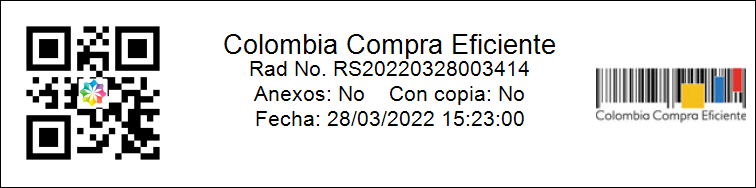 Colombia Compra Eficiente
Rad No. RS20220328003414
Anexos: No    Con copia: No
Fecha: 28/03/2022 15:23:00
Colombia Compra Eficiente